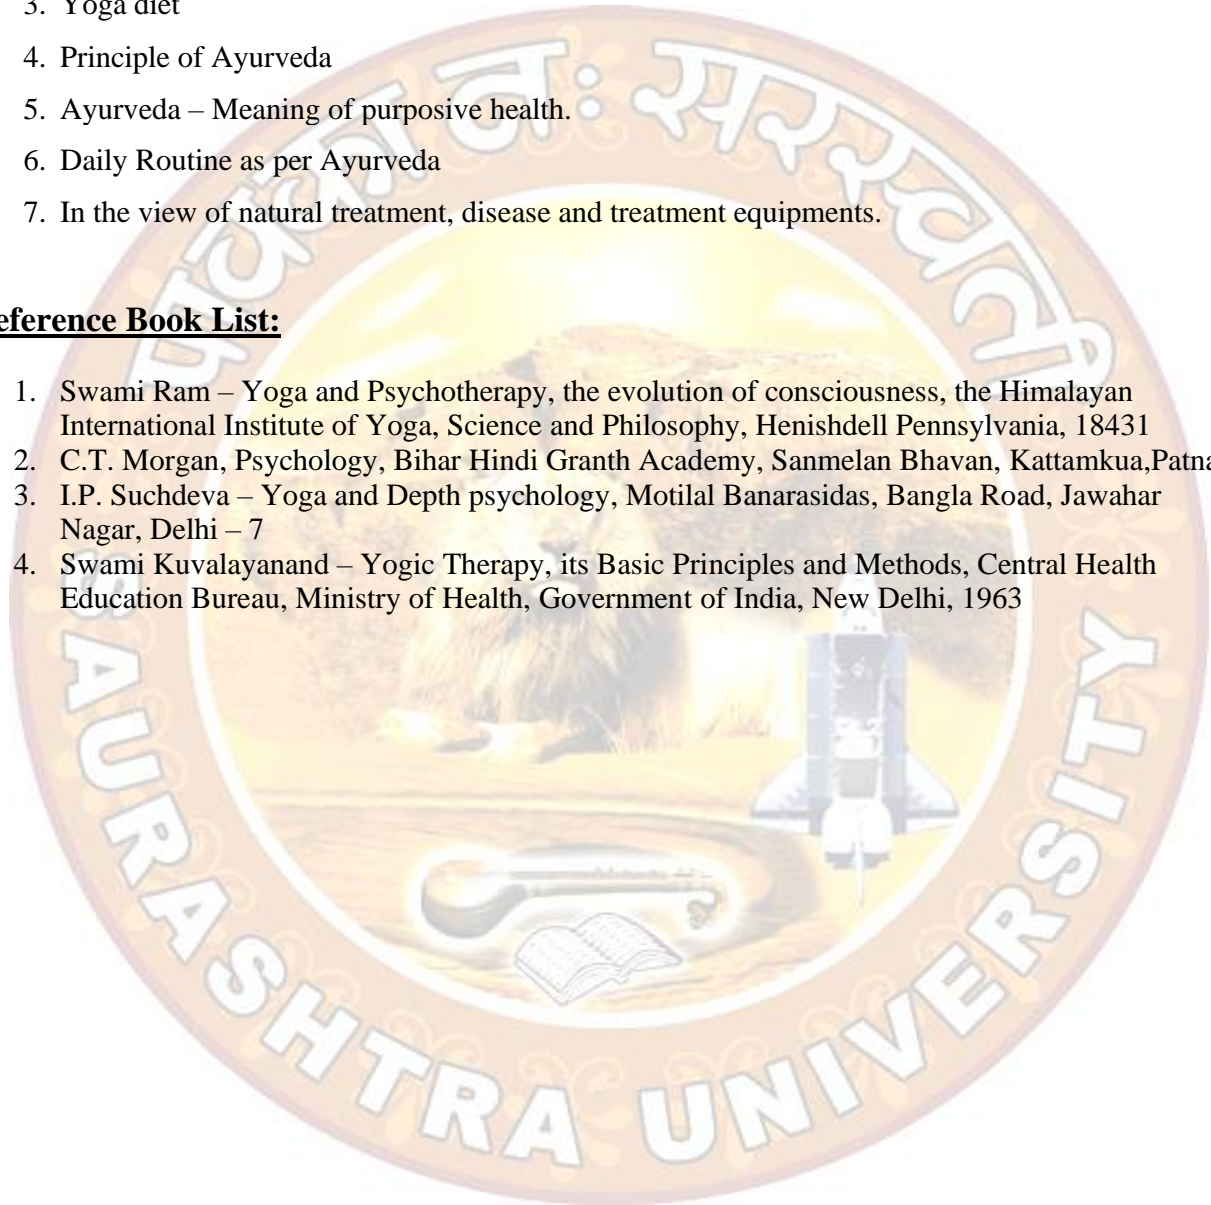 3. Yoga diet
4. Principle of Ayurveda
5. Ayurveda – Meaning of purposive health.
6. Daily Routine as per Ayurveda
7. In the view of natural treatment, disease and treatment equipments.
eference Book List:
1. Swami Ram – Yoga and Psychotherapy, the evolution of consciousness, the Himalayan
International Institute of Yoga, Science and Philosophy, Henishdell Pennsylvania, 18431
2. C.T. Morgan, Psychology, Bihar Hindi Granth Academy, Sanmelan Bhavan, Kattamkua,Patna
3. I.P. Suchdeva – Yoga and Depth psychology, Motilal Banarasidas, Bangla Road, Jawahar
Nagar, Delhi – 7
4. Swami Kuvalayanand – Yogic Therapy, its Basic Principles and Methods, Central Health
Education Bureau, Ministry of Health, Government of India, New Delhi, 1963
नः सरस्वती
SAURASHTRA UNIVERSITY